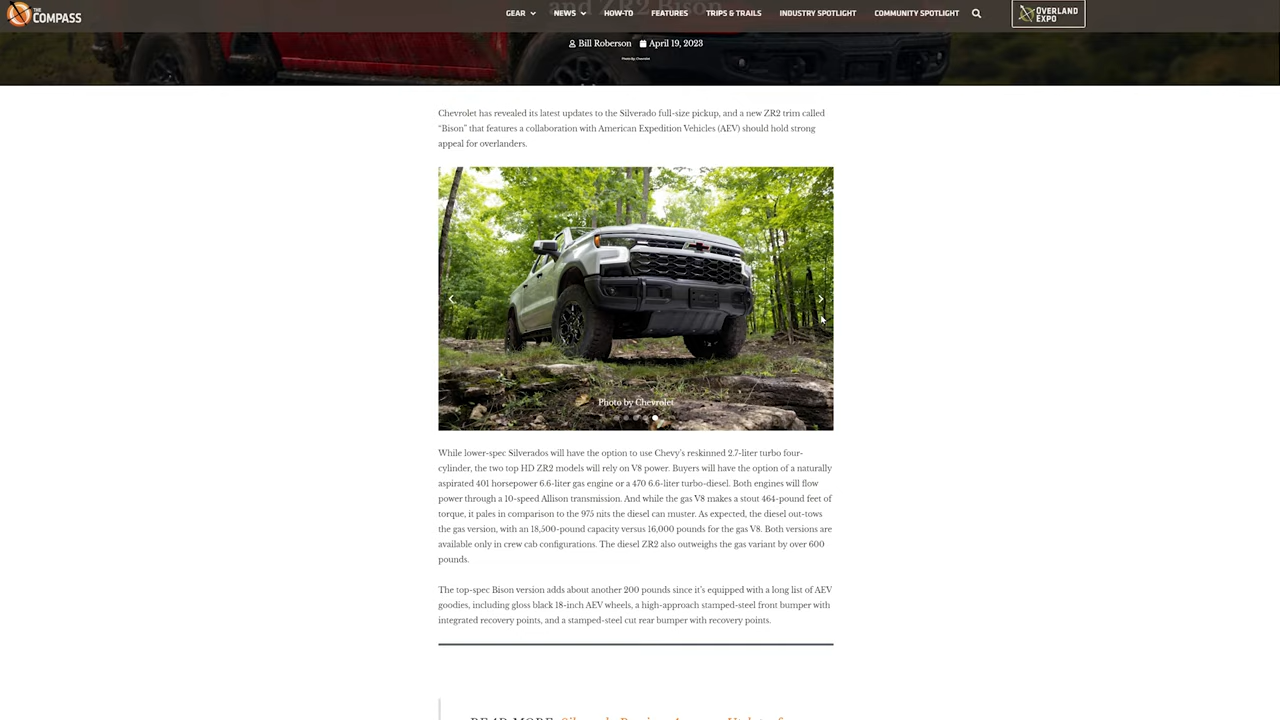 THE
COMPASS
GEAR NEWS HOW-TO FEATURES TRIPS & TRAILS INDUSTRY SPOTLIGHT COMMUNITY SPOTLIGHT
OVERLAND
EXPO
and ZR2 Bison
Bill Roberson April 19, 2023
Photo By: Chevrolet
Chevrolet has revealed its latest updates to the Silverado full-size pickup, and a new ZR2 trim called
“Bison” that features a collaboration with American Expedition Vehicles (AEV) should hold strong
appeal for overlanders.
Photo by Chevrolet
While lower-spec Silverados will have the option to use Chevy’s reskinned 2.7-liter turbo four-
cylinder, the two top HD ZR2 models will rely on V8 power. Buyers will have the option of a naturally
aspirated 401 horsepower 6.6-liter gas engine or a 470 6.6-liter turbo-diesel. Both engines will flow
power through a 10-speed Allison transmission. And while the gas V8 makes a stout 464-pound feet of
torque, it pales in comparison to the 975 nits the diesel can muster. As expected, the diesel out-tows
the gas version, with an 18,500-pound capacity versus 16,000 pounds for the gas V8. Both versions are
available only in crew cab configurations. The diesel ZR2 also outweighs the gas variant by over 600
pounds.
The top-spec Bison version adds about another 200 pounds since it’s equipped with a long list of AEV
goodies, including gloss black 18-inch AEV wheels, a high-approach stamped-steel front bumper with
integrated recovery points, and a stamped-steel cut rear bumper with recovery points.